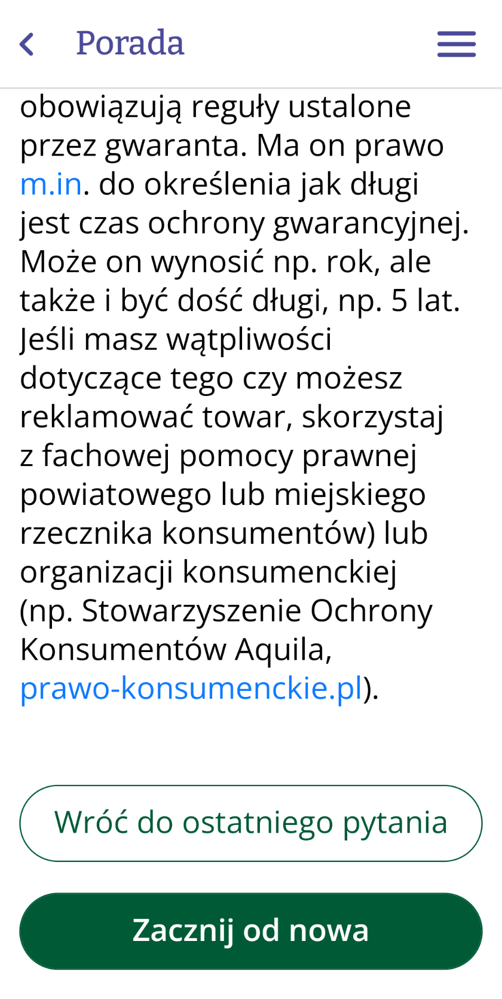 Porada
obowiązują reguły ustalone
przez gwaranta. Ma on prawo
m.in. do określenia jak długi
jest czas ochrony gwarancyjnej.
Może on wynosić np. rok, ale
także i być dość długi, np. 5 lat.
Jeśli masz wątpliwości
dotyczące tego czy możesz
reklamować towar, skorzystaj
z fachowej pomocy prawnej
powiatowego lub miejskiego
rzecznika konsumentów) lub
organizacji konsumenckiej
(np. Stowarzyszenie Ochrony
Konsumentów Aquila,
prawo-konsumenckie.pl).
Wróć do ostatniego pytania
Zacznij od nowa